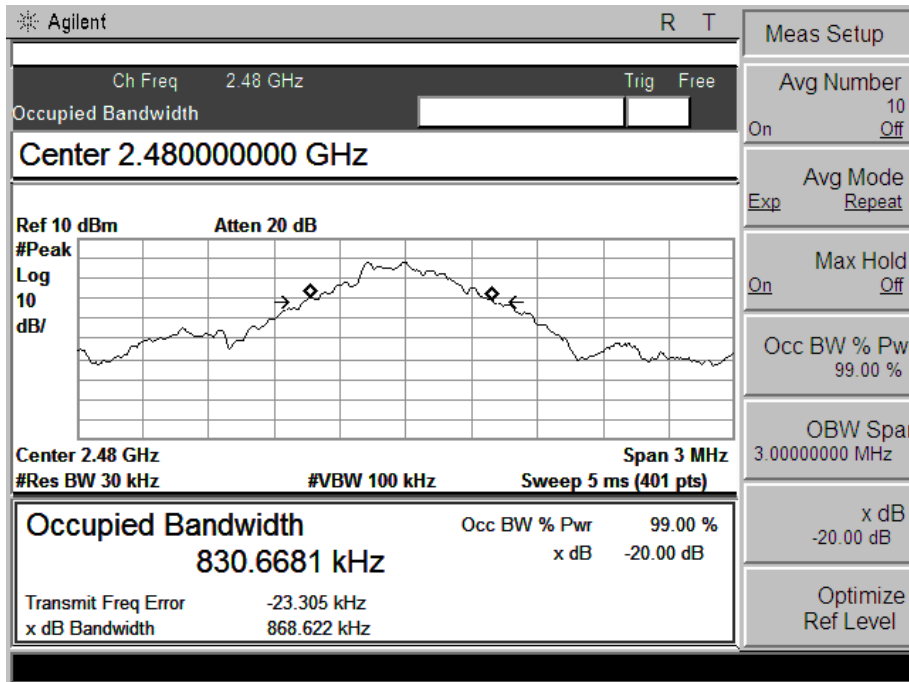 Agilent R T
Ch Freq 2.48 GHz Trig Free
Occupied Bandwidth
Center 2.480000000 GHz
Ref 10 dBm Atten 20 dB
#Peak
Log
10
dB/
Center 2.48 GHz Span 3 MHz
#Res BW 30 kHz #VBW 100 kHz Sweep 5 ms (401 pts)
Occupied Bandwidth Occ BW % Pwr 99.00 %
830.6681 kHz x dB -20.00 dB
Transmit Freq Error -23.305 kHz
x dB Bandwidth 868.622 kHz
Meas Setup
Avg Number
10
On Off
Avg Mode
Exp Repeat
Max Hold
On Off
Occ BW % Pw
99.00 %
OBW Spa
3.00000000 MHz
x dB
-20.00 dB
Optimize
Ref Level